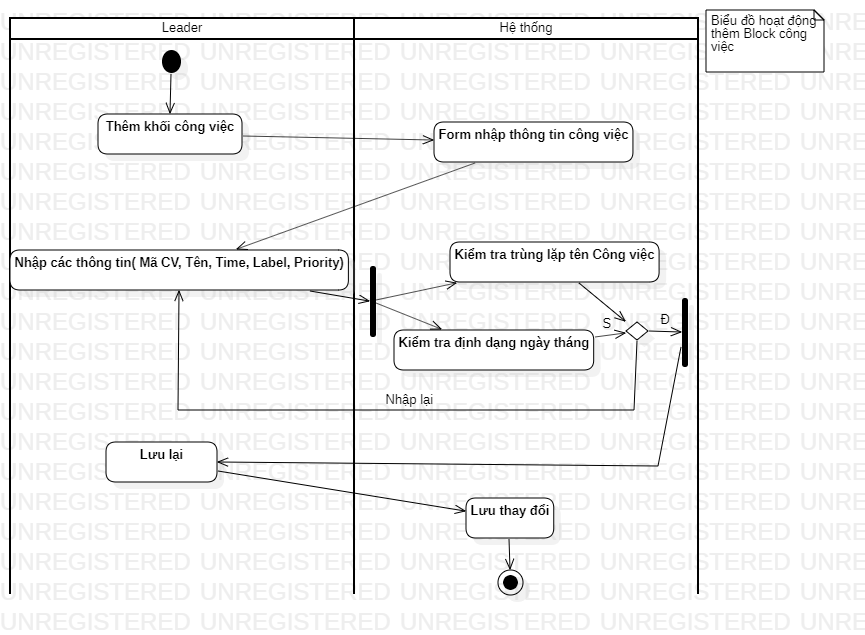 Leader
Hệ thống
Biểu đồ hoạt động
thêm Block công
việc
Thêm khối công việc
Form nhập thông tin công việc
Nhập các thông tin( Mã CV, Tên, Time, Label, Priority)
Kiểm tra trùng lặp tên Công việc
S
Đ
Kiểm tra định dạng ngày tháng
Nhập lại
Lưu lại
Lưu thay đổi
UNREGISTERED